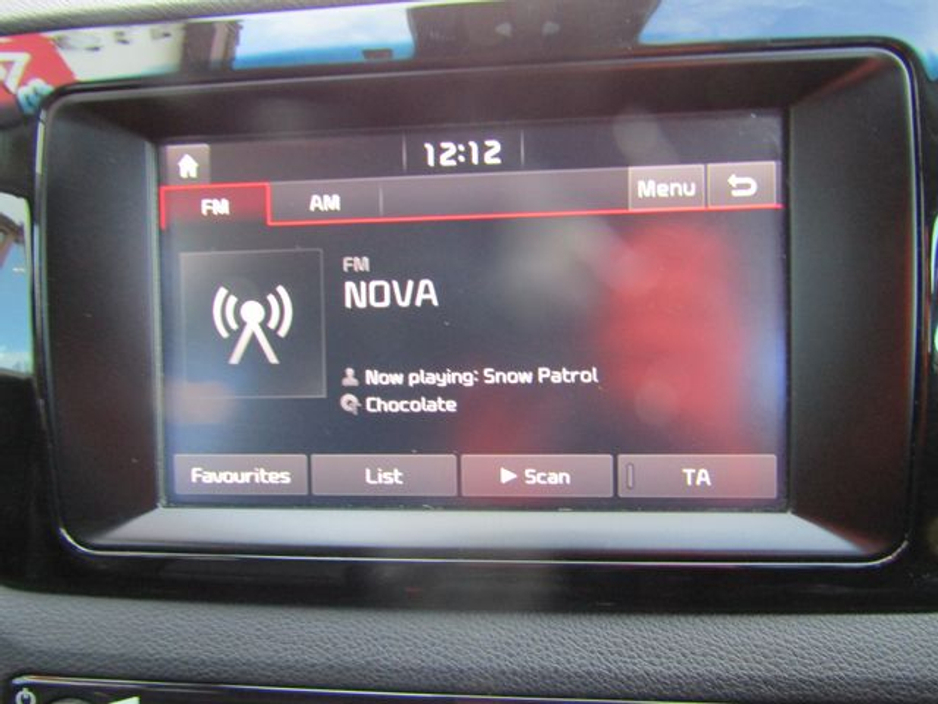 12:12
FM AM Menu
FM
NOVA
Now playing: Snow Patrol
Chocolate
Favourites List Scan TA